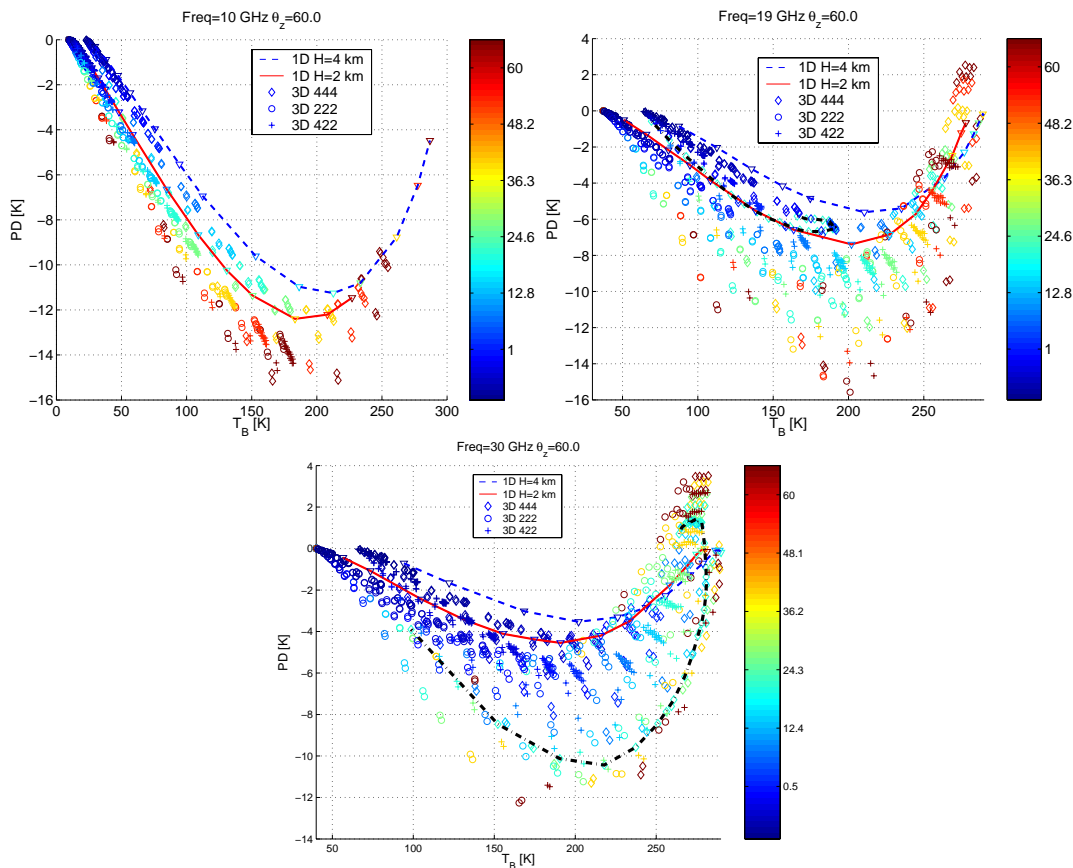 Freq=10 GHz θz=60.0
PD [K]
0
−2
−4
−6
−8
−10
−12
−14
−16
0 50 100 150 200 250 300
TB [K]
1D H=4 km
1D H=2 km
3D 444
3D 222
3D 422
60
48.2
36.3
24.6
12.8
1
Freq=19 GHz θz=60.0
PD [K]
4
2
0
−2
−4
−6
−8
−10
−12
−14
−16
50 100 150 200 250
TB [K]
1D H=4 km
1D H=2 km
3D 444
3D 222
3D 422
60
48.2
36.3
24.6
12.8
1
Freq=30 GHz θz=60.0
PD [K]
4
2
0
−2
−4
−6
−8
−10
−12
−14
50 100 150 200 250
TB [K]
1D H=4 km
1D H=2 km
3D 444
3D 222
3D 422
60
48.1
36.2
24.3
12.4
0.5